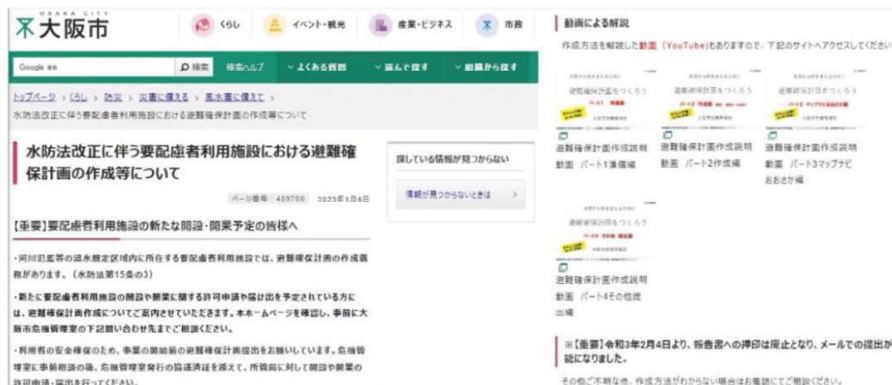 OSAKA CITY
大阪市
くらし
イベント・観光
産業・ビジネス
市政
Google
検索
検索ヘルプ
よくある質問
選んで探す
組織から探す
トップページ > くらし > 防災 > 災害に備える > 風水害に備えて >
水防法改正に伴う要配慮者利用施設における避難確保計画の作成等について
水防法改正に伴う要配慮者利用施設における避難確
保計画の作成等について
ページ番号:409706 2025年1月6日
探している情報が見つからない
情報が見つからないときは
【重要】要配慮者利用施設の新たな開設・開業予定の皆様へ
・河川氾濫等の浸水想定区域内に所在する要配慮者利用施設では、避難確保計画の作成義
務があります。(水防法第15条の3)
・新たに要配慮者利用施設の開設や開業に関する許可申請や届け出を予定されている方に
は、避難確保計画作成についてご案内させていただきます。本ホームページを確認し、事前に大
阪市危機管理室の下記問い合わせ先までご相談ください。
・利用者の安全確保のため、事業の開始前の避難確保計画提出をお願いしています。危機管
理室に事前相談の後、危機管理室発行の協議済証を添えて、所管局に対して開設や開業の
許可申請・届出を行ってください。
動画による解説
作成方法を解説した動画(YouTube)もありますので、下記のサイトへアクセスしてください
避難確保計画をつくろう
パート1 準備編
避難確保計画をつくろう
避難確保計画をつくろう
避難確保計画作成説明
動画 パート1準備編
避難確保計画作成説明
動画 パート2作成編
避難確保計画作成説明
動画 パート3マップナビ
おおさか編
避難確保計画をつくろう
避難確保計画作成説明
動画 パート4その他提
出編
※【重要】令和3年2月4日より、報告書への押印は廃止となり、メールでの提出が
能になりました。
その他ご不明な点、作成方法がわからない場合はお電話にてご相談ください。